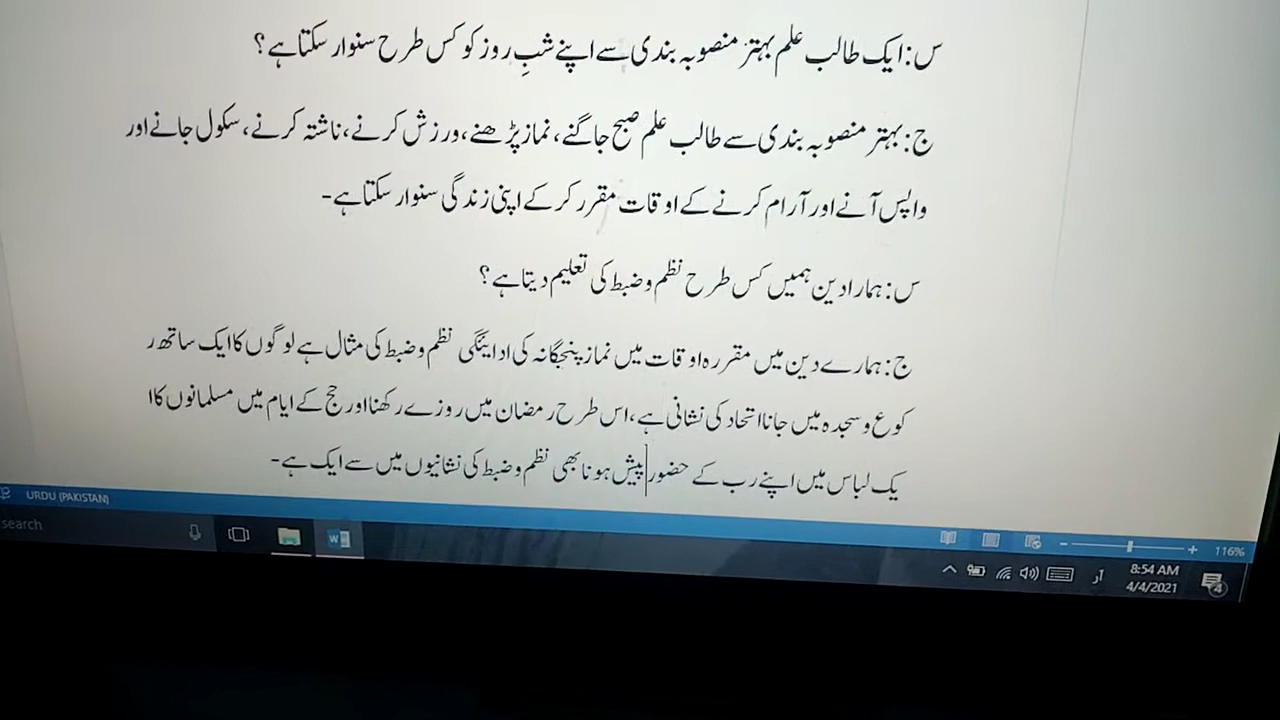 س: ایک طالب علم بہتر منصوبہ بندی سے اپنے شبِ روز کو کس طرح سنوار سکتا ہے؟
ج: بہتر منصوبہ بندی سے طالب علم صبح جاگنے، نماز پڑھنے، ورزش کرنے، ناشتہ کرنے، سکول جانے اور
واپس آنے اور آرام کرنے کے اوقات مقرر کر کے اپنی زندگی سنوار سکتا ہے-
س: ہمارا دین ہمیں کس طرح نظم و ضبط کی تعلیم دیتا ہے؟
ج: ہمارے دین میں مقررہ اوقات میں نماز پنجگانہ کی ادائیگی نظم و ضبط کی مثال ہے لوگوں کا ایک ساتھ ر
کوع و سجدہ میں جانا اتحاد کی نشانی ہے، اس طرح رمضان میں روزے رکھنا اور حج کے ایام میں مسلمانوں کا ا
یک لباس میں اپنے رب کے حضور پیش ہونا بھی نظم و ضبط کی نشانیوں میں سے ایک ہے-
URDU (PAKISTAN)
116%
search
8:54 AM
4/4/2021
4